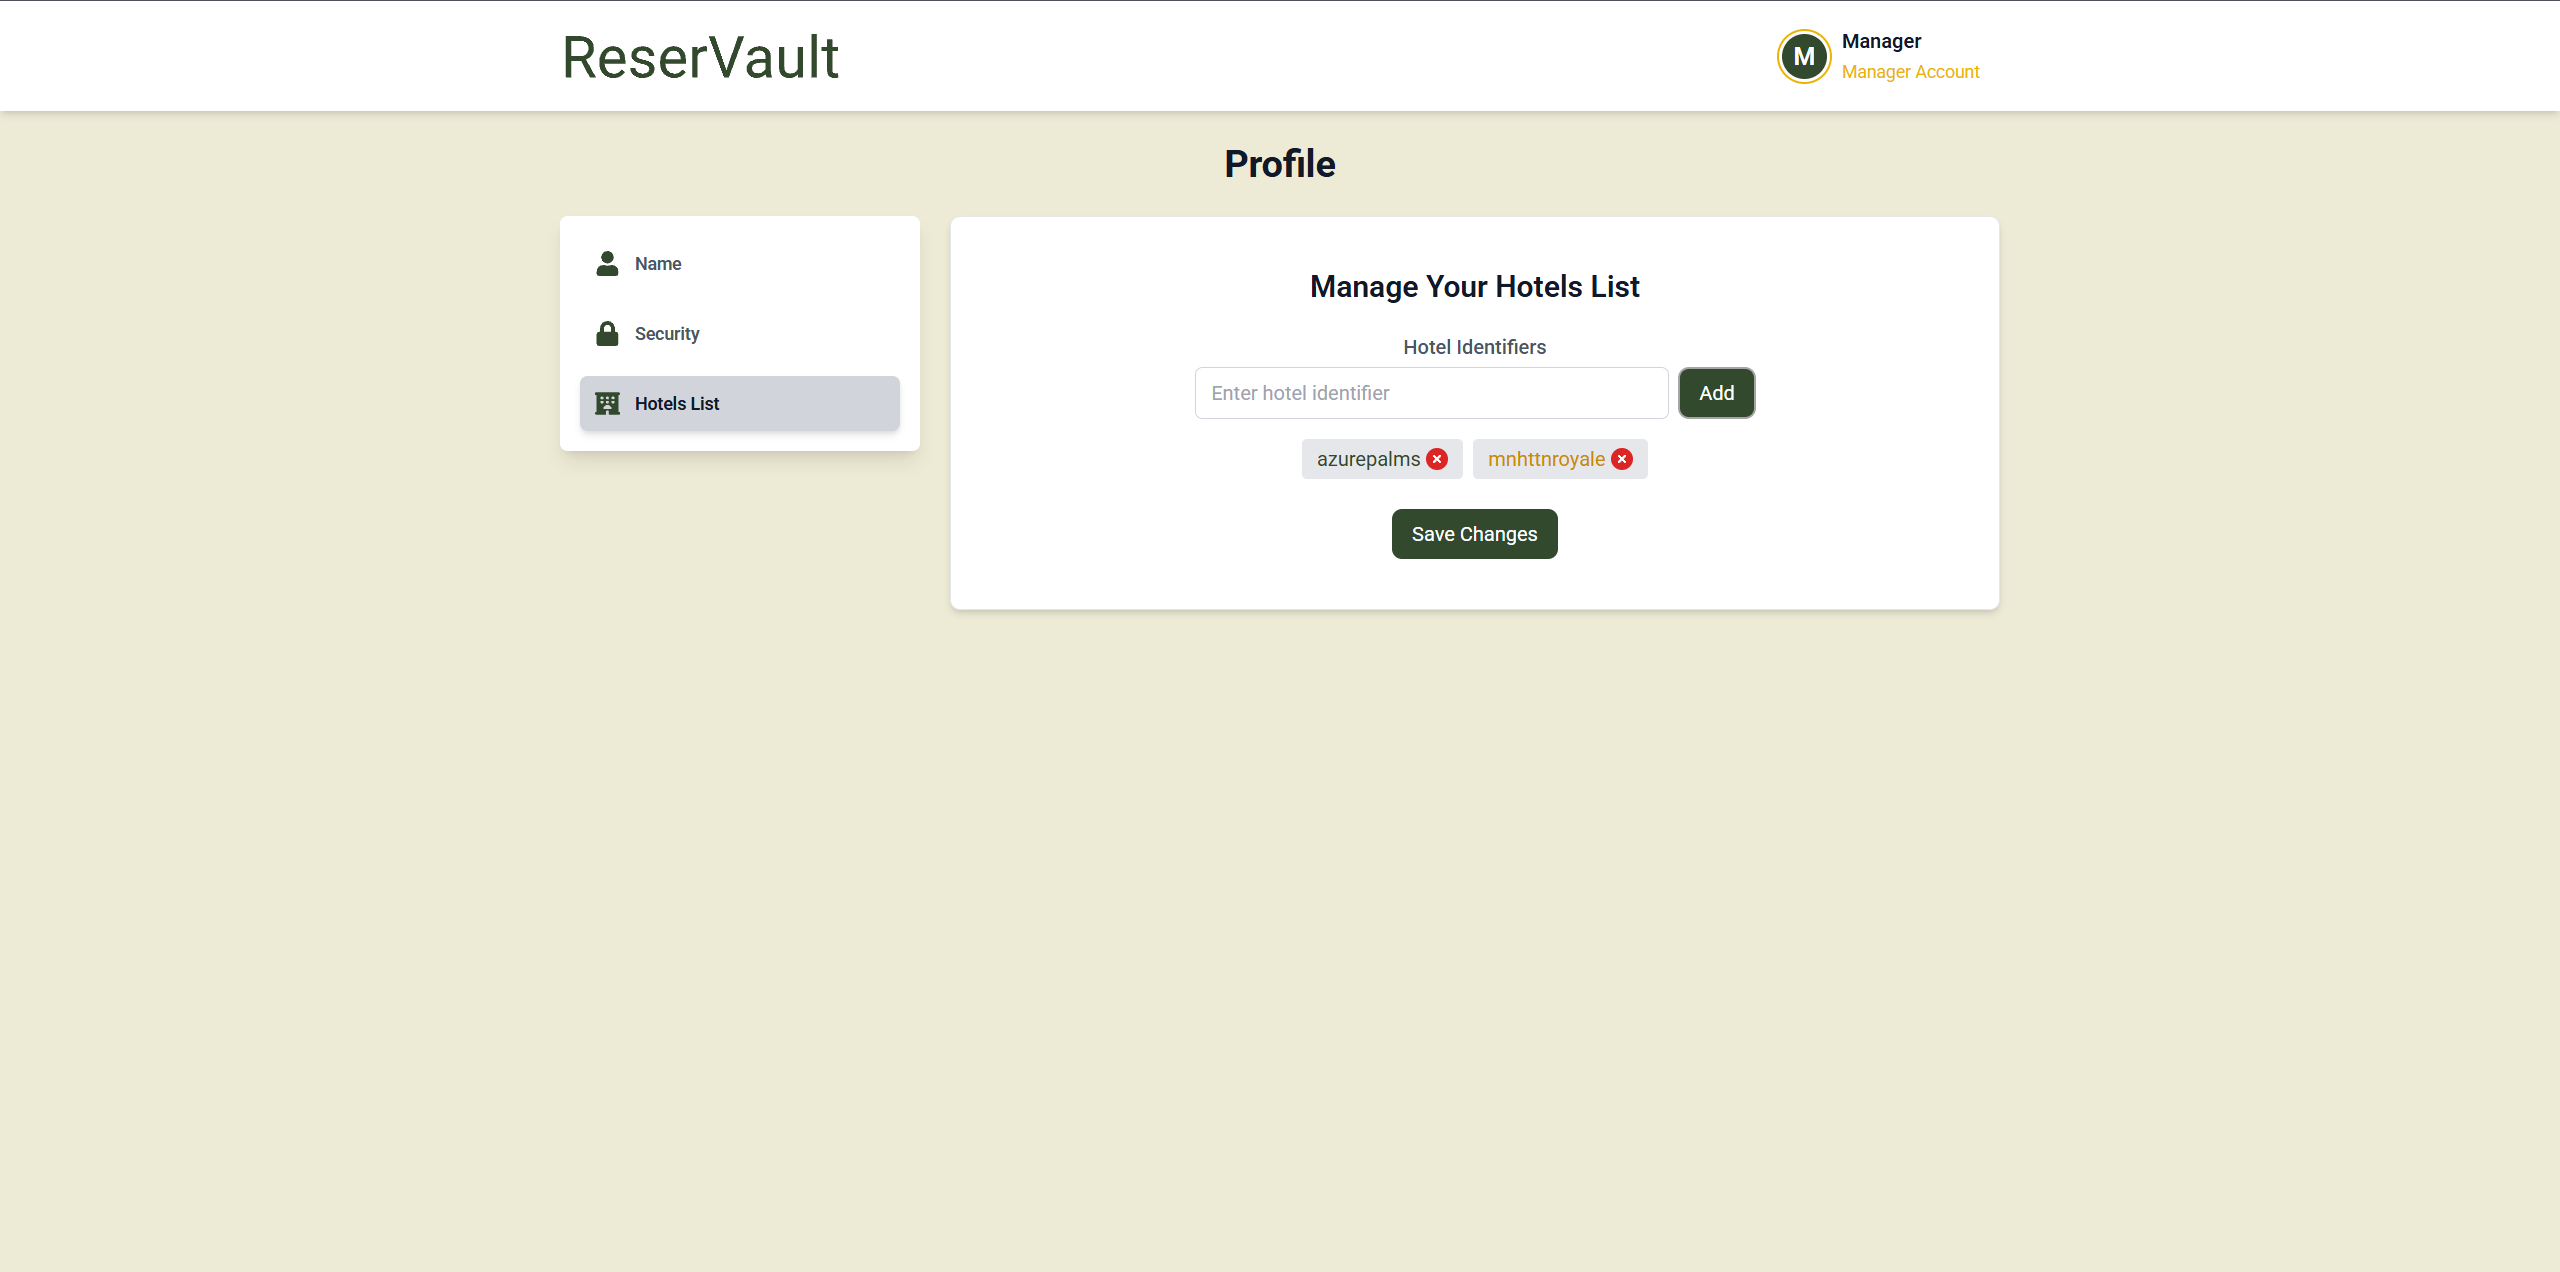 ReserVault
M
Manager
Manager Account
Profile
Name
Security
Hotels List
Manage Your Hotels List
Hotel Identifiers
Enter hotel identifier
Add
azurepalms
mnhttnroyale
Save Changes